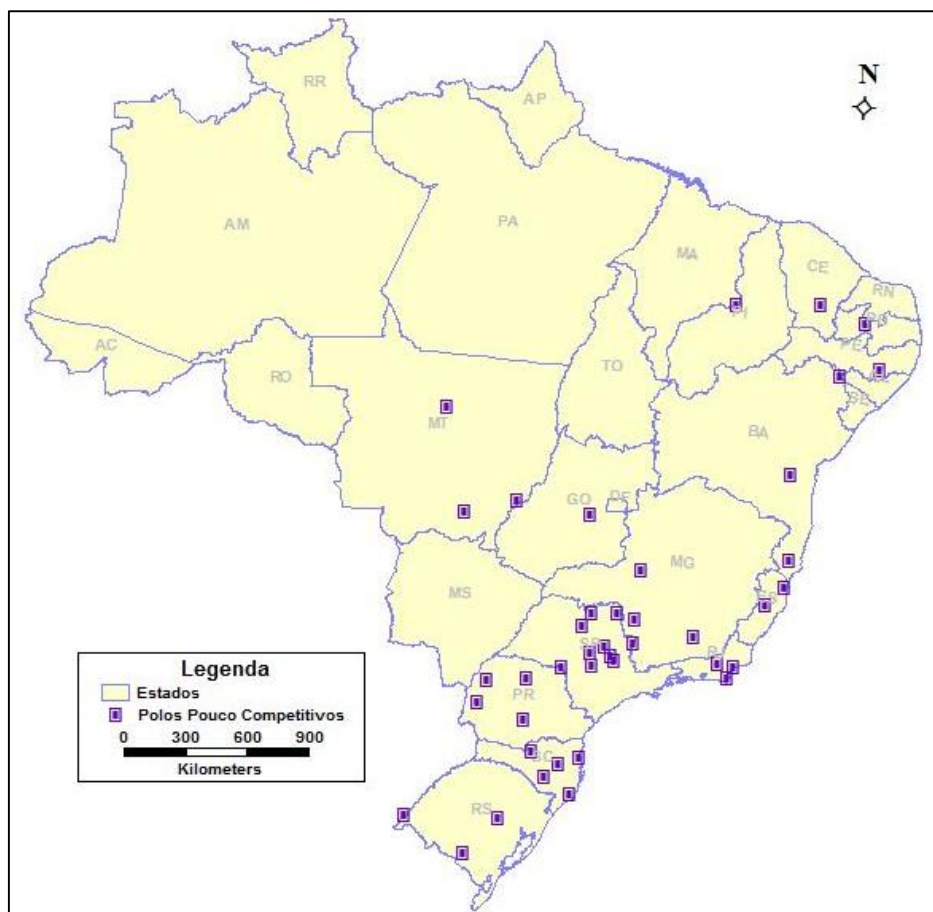 RR
AP
N
AM
PA
MA
CE
RN
PI
PB
PE
AC
AL
TO
SE
RO
BA
MT
GO
DF
MG
MS
ES
SP
RJ
Legenda
Estados
PR
Polos Pouco Competitivos
0 300 600 900
Kilometers
SC
RS